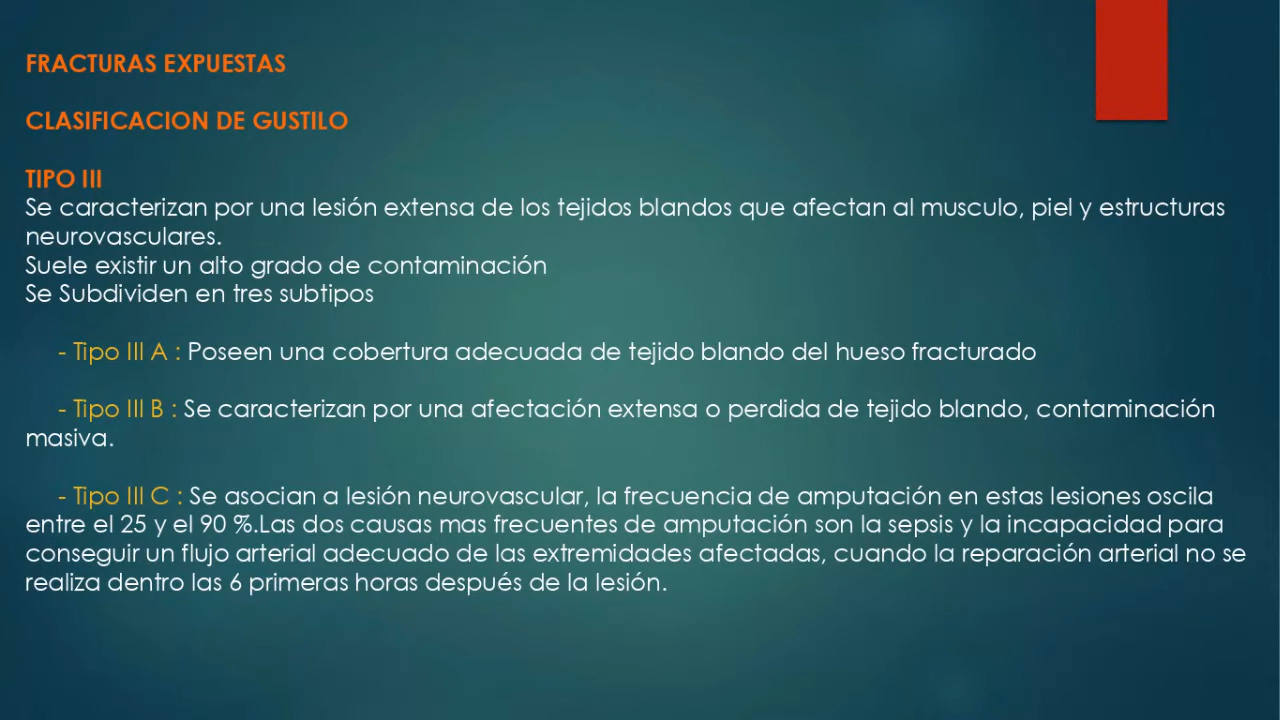 FRACTURAS EXPUESTAS
CLASIFICACION DE GUSTILO
TIPO III
Se caracterizan por una lesión extensa de los tejidos blandos que afectan al musculo, piel y estructuras
neurovasculares.
Suele existir un alto grado de contaminación
Se Subdividen en tres subtipos
- Tipo III A : Poseen una cobertura adecuada de tejido blando del hueso fracturado
- Tipo III B : Se caracterizan por una afectación extensa o perdida de tejido blando, contaminación
masiva.
- Tipo III C : Se asocian a lesión neurovascular, la frecuencia de amputación en estas lesiones oscila
entre el 25 y el 90 %.Las dos causas mas frecuentes de amputación son la sepsis y la incapacidad para
conseguir un flujo arterial adecuado de las extremidades afectadas, cuando la reparación arterial no se
realiza dentro las 6 primeras horas después de la lesión.